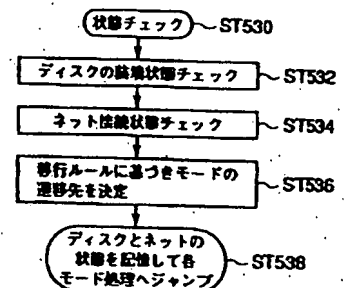 状態チェック
ST530
ディスクの装填状態チェック
ST532
ネット接続状態チェック
ST534
移行ルールに基づきモードの
遷移先を決定
ST536
ディスクとネットの
状態を記憶して各
モード処理へジャンプ
ST538